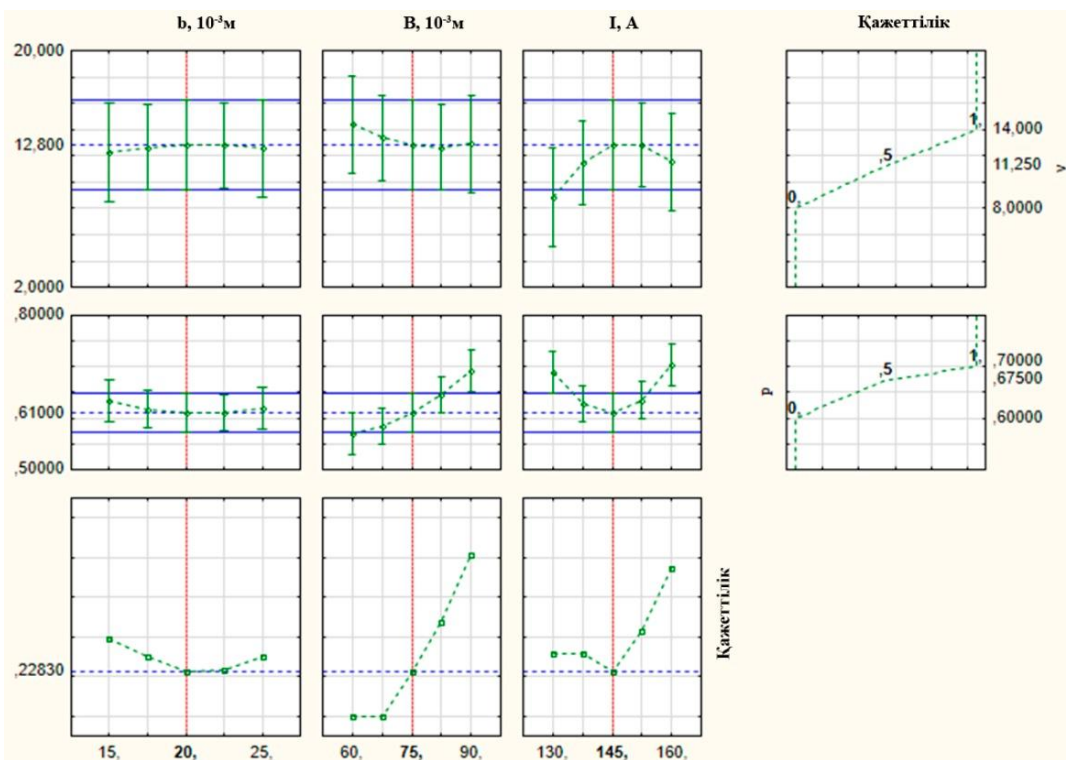 b, 10⁻³м
B, 10⁻³м
I, A
Қажеттілік
20,000
12,800
2,0000
1,
,5
0,
14,000
11,250
8,0000
v
,80000
,61000
,50000
P
1,
,5
0,
,70000
,67500
,60000
,22830
Қажеттілік
15, 20, 25,
60, 75, 90,
130, 145, 160,